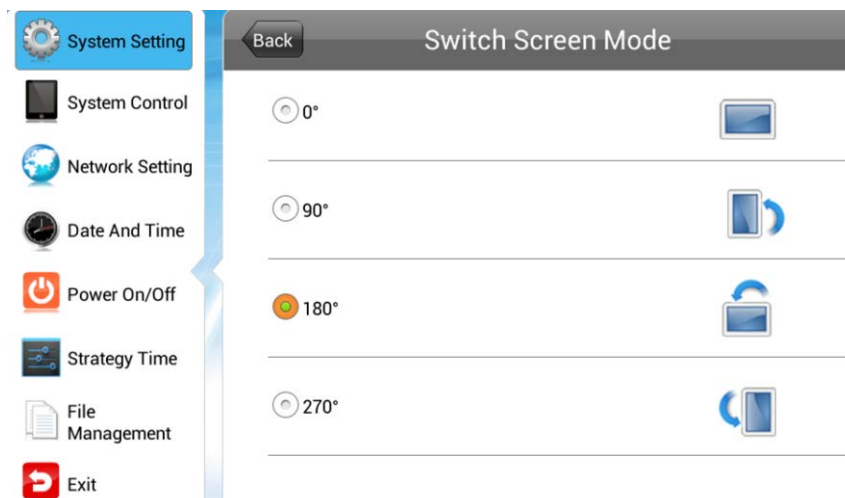 System Setting
System Control
Network Setting
Date And Time
Power On/Off
Strategy Time
File
Management
Exit
Back
Switch Screen Mode
0°
90°
180°
270°